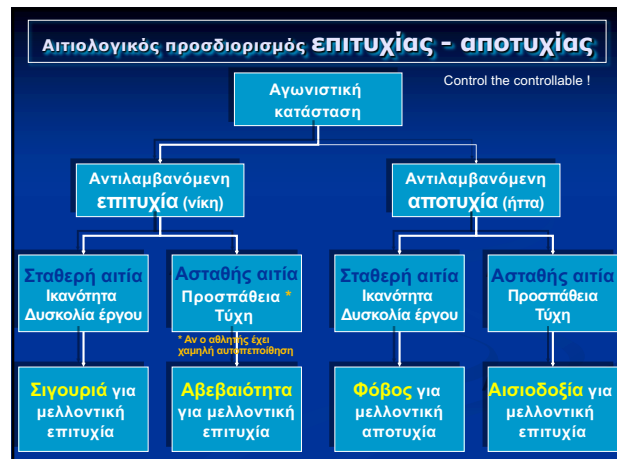 Αιτιολογικός προσδιορισμός επιτυχίας - αποτυχίας
Control the controllable !
Αγωνιστική
κατάσταση
Αντιλαμβανόμενη
επιτυχία (νίκη)
Αντιλαμβανόμενη
αποτυχία (ήττα)
Σταθερή αιτία
Ικανότητα
Δυσκολία έργου
Ασταθής αιτία
Προσπάθεια *
Τύχη
* Αν ο αθλητής έχει
χαμηλή αυτοπεποίθηση
Σταθερή αιτία
Ικανότητα
Δυσκολία έργου
Ασταθής αιτία
Προσπάθεια
Τύχη
Σιγουριά για
μελλοντική
επιτυχία
Αβεβαιότητα
για μελλοντική
επιτυχία
Φόβος για
μελλοντική
αποτυχία
Αισιοδοξία για
μελλοντική
επιτυχία